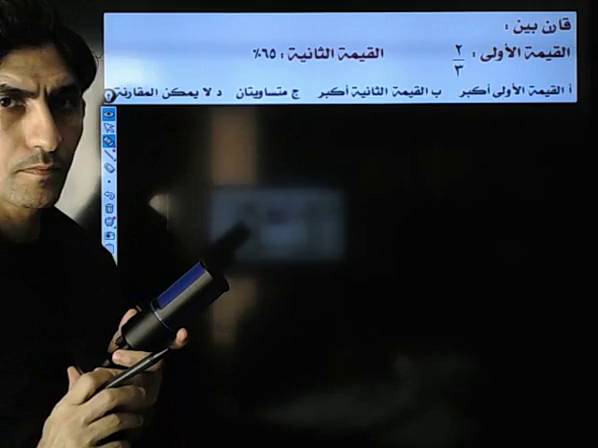 قارن بين :
القيمة الأولى : ٢/٣ القيمة الثانية : ٦٥٪
أ القيمة الأولى أكبر ب القيمة الثانية أكبر ج متساويتان د لا يمكن المقارنة